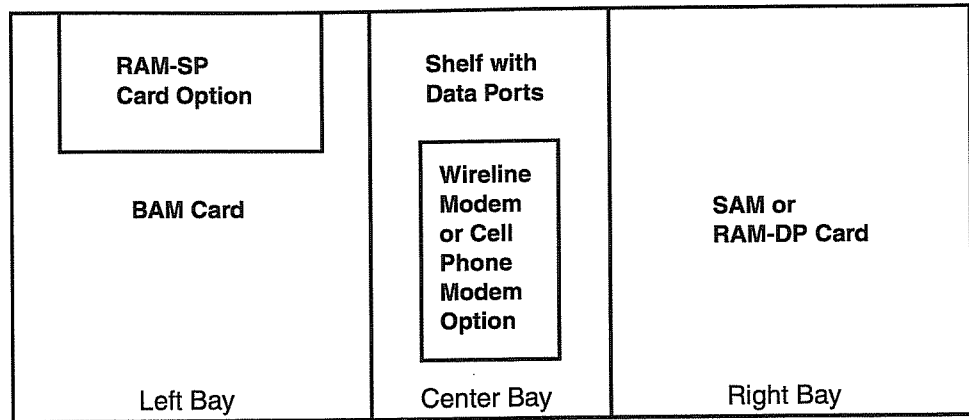 RAM-SP
Card Option
BAM Card
Left Bay
Shelf with
Data Ports
Wireline
Modem
or Cell
Phone
Modem
Option
Center Bay
SAM or
RAM-DP Card
Right Bay